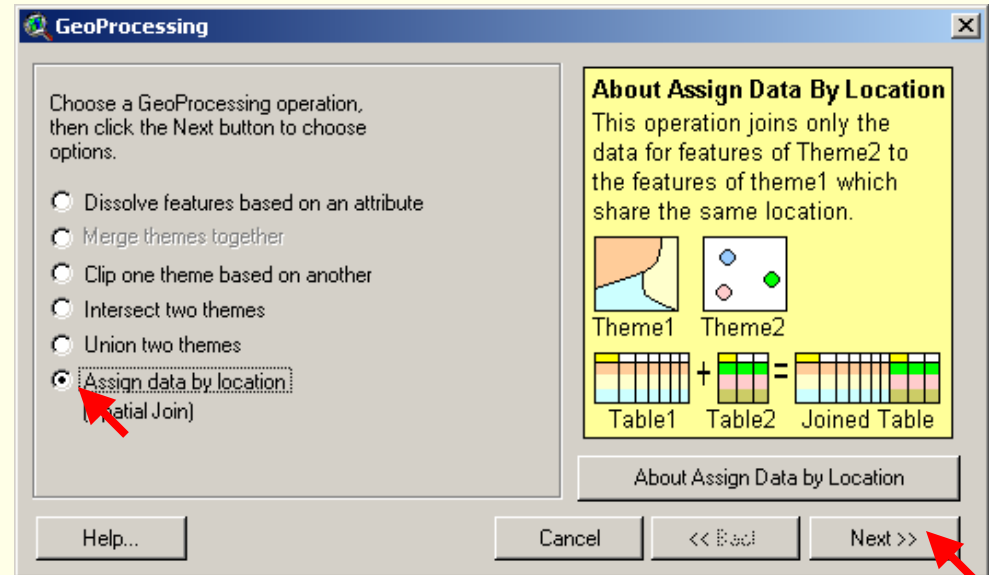 GeoProcessing
Choose a GeoProcessing operation,
then click the Next button to choose
options.
Dissolve features based on an attribute
Merge themes together
Clip one theme based on another
Intersect two themes
Union two themes
Assign data by location
(Spatial Join)
About Assign Data By Location
This operation joins only the
data for features of Theme2 to
the features of theme1 which
share the same location.
Theme1 Theme2
+ =
Table1 Table2 Joined Table
About Assign Data by Location
Help... Cancel << Back Next >>